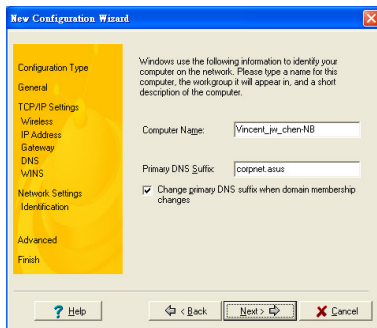 New Configuration Wizard
Configuration Type
General
TCP/IP Settings
Wireless
IP Address
Gateway
DNS
WINS
Network Settings
Identification
Advanced
Finish
Windows use the following information to identify your
computer on the network. Please type a name for this
computer, the workgroup it will appear in, and a short
description of the computer.
Computer Name: Vincent_jw_chen-NB
Primary DNS Suffix: corpnet.asus
Change primary DNS suffix when domain membership
changes
? Help < Back Next > Cancel